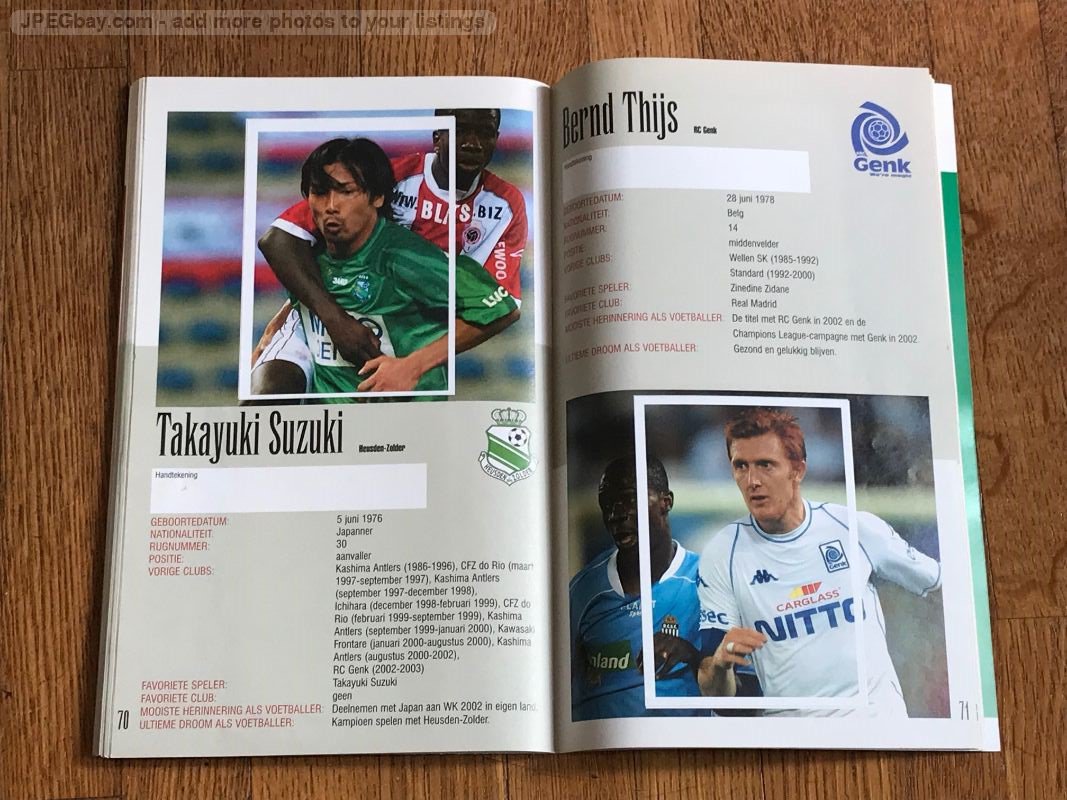 JPEGbay.com - add more photos to your listings
WWW.BLATS.BIZ
LUC
Takayuki Suzuki Heusden-Zolder
HEUSDEN ZOLDER
Handtekening
GEBOORTEDATUM: 5 juni 1976
NATIONALITEIT: Japanner
RUGNUMMER: 30
POSITIE: aanvaller
VORIGE CLUBS: Kashima Antlers (1986-1996), CFZ do Rio (maart
1997-september 1997), Kashima Antlers
(september 1997-december 1998),
Ichihara (december 1998-februari 1999), CFZ do
Rio (februari 1999-september 1999), Kashima
Antlers (september 1999-januari 2000), Kawasaki
Frontare (januari 2000-augustus 2000), Kashima
Antlers (augustus 2000-2002),
RC Genk (2002-2003)
FAVORIETE SPELER: Takayuki Suzuki
FAVORIETE CLUB: geen
MOOISTE HERINNERING ALS VOETBALLER: Deelnemen met Japan aan WK 2002 in eigen land.
ULTIEME DROOM ALS VOETBALLER: Kampioen spelen met Heusden-Zolder.
70
Bernd Thijs RC Genk
Genk
Handtekening
GEBOORTEDATUM: 28 juni 1978
NATIONALITEIT: Belg
RUGNUMMER: 14
POSITIE: middenvelder
VORIGE CLUBS: Wellen SK (1985-1992)
Standard (1992-2000)
FAVORIETE SPELER: Zinedine Zidane
FAVORIETE CLUB: Real Madrid
MOOISTE HERINNERING ALS VOETBALLER: De titel met RC Genk in 2002 en de
Champions League-campagne met Genk in 2002.
ULTIEME DROOM ALS VOETBALLER: Gezond en gelukkig blijven.
Genk
CARGLASS
NITTO
71